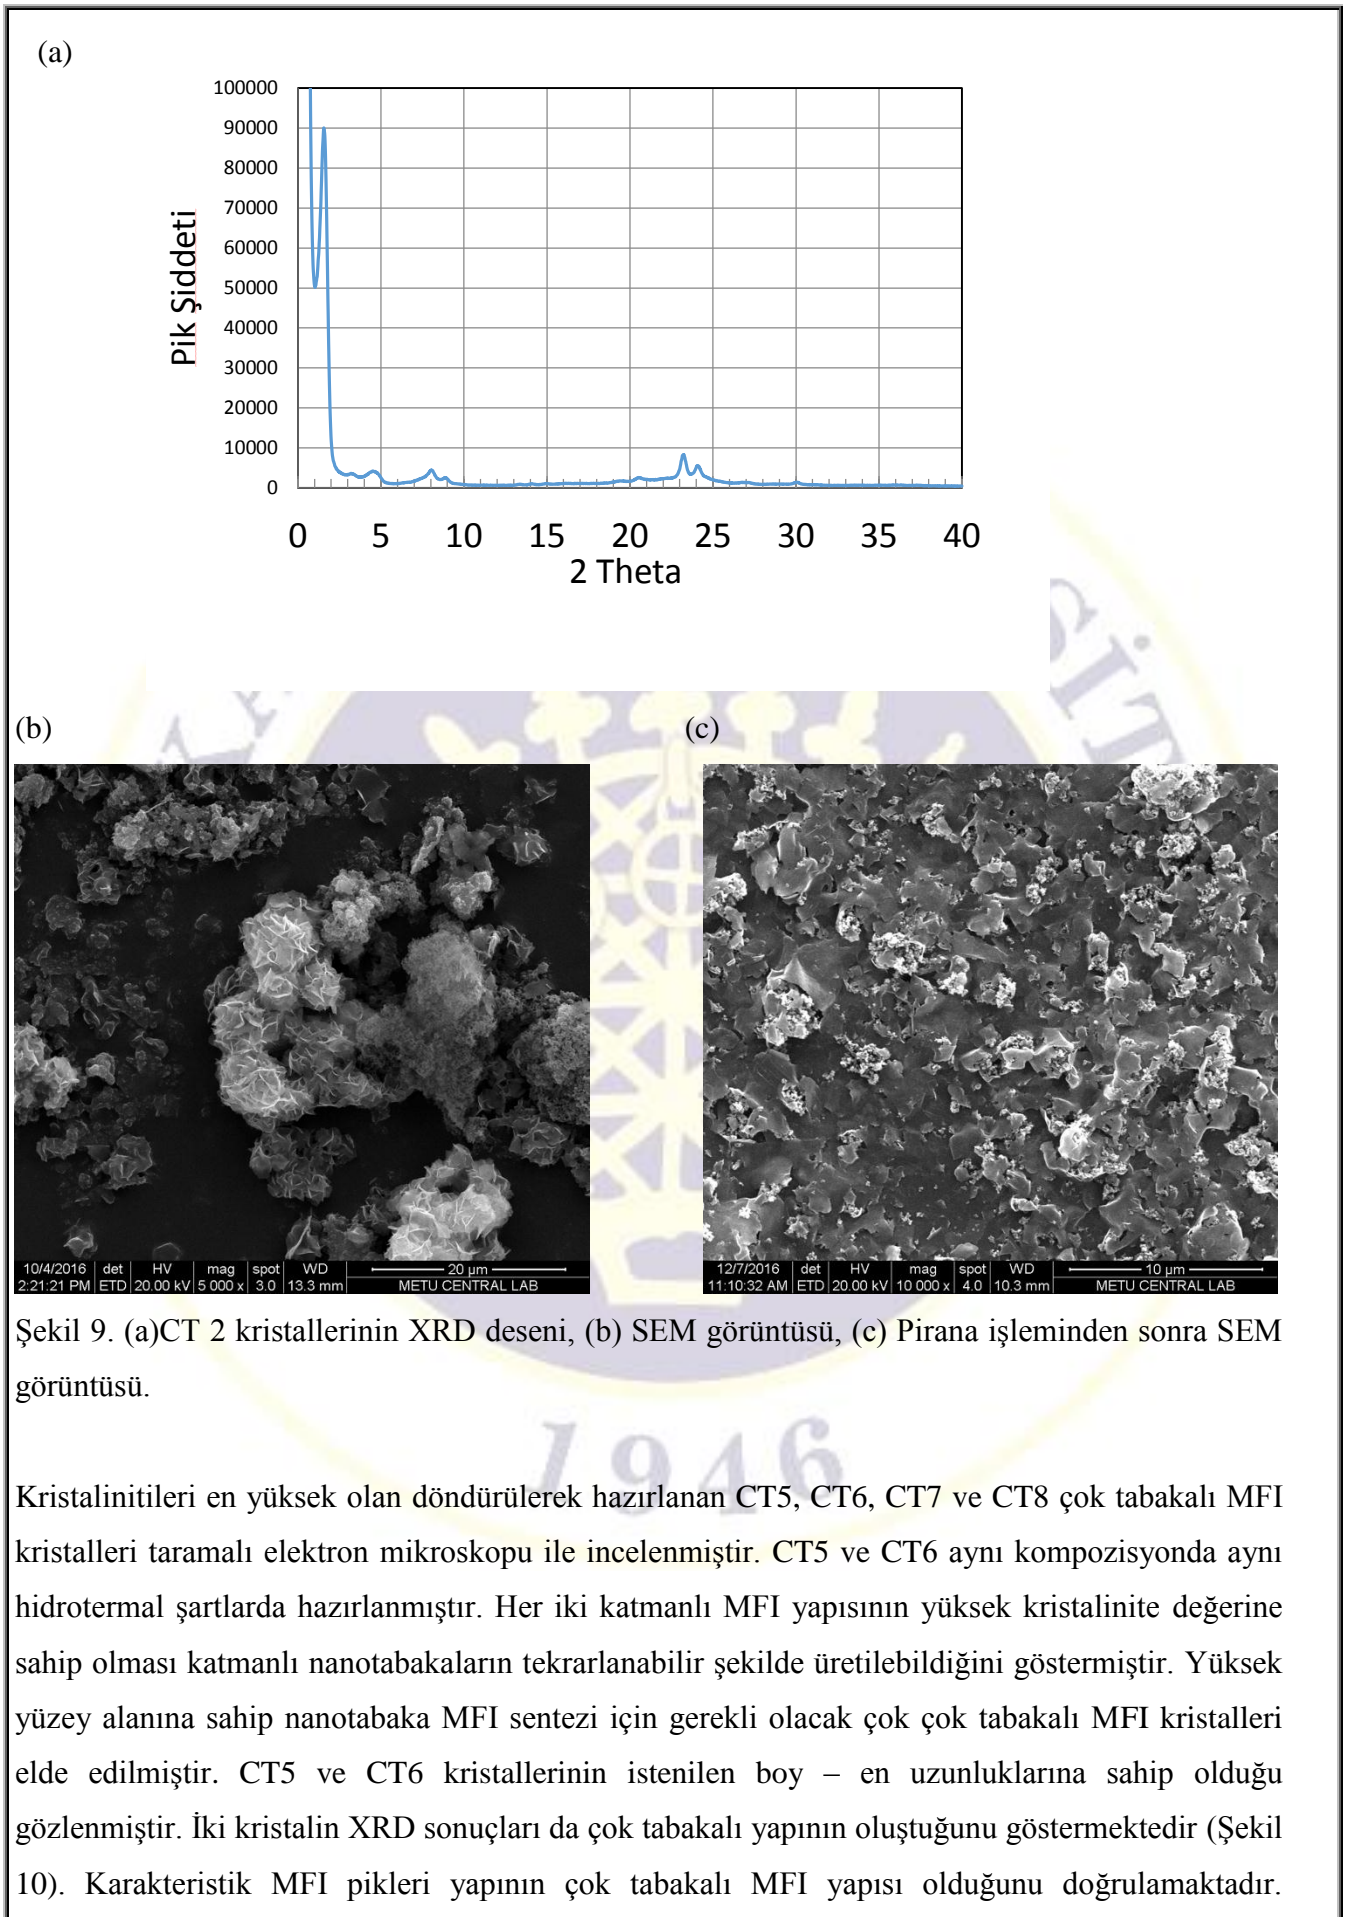 (a)
100000
90000
80000
70000
60000
50000
40000
30000
20000
10000
0
Pik Şiddeti
0 5 10 15 20 25 30 35 40
2 Theta
(b) (c)
10/4/2016 det HV mag spot WD 20 µm
2:21:21 PM ETD 20.00 kV 5 000 x 3.0 13.3 mm METU CENTRAL LAB
12/7/2016 det HV mag spot WD 10 µm
11:10:32 AM ETD 20.00 kV 10 000 x 4.0 10.3 mm METU CENTRAL LAB
Şekil 9. (a)CT 2 kristallerinin XRD deseni, (b) SEM görüntüsü, (c) Pirana işleminden sonra SEM
görüntüsü.
1946
Kristalinitileri en yüksek olan döndürülerek hazırlanan CT5, CT6, CT7 ve CT8 çok tabakalı MFI
kristalleri taramalı elektron mikroskopu ile incelenmiştir. CT5 ve CT6 aynı kompozisyonda aynı
hidrotermal şartlarda hazırlanmıştır. Her iki katmanlı MFI yapısının yüksek kristalinite değerine
sahip olması katmanlı nanotabakaların tekrarlanabilir şekilde üretilebildiğini göstermiştir. Yüksek
yüzey alanına sahip nanotabaka MFI sentezi için gerekli olacak çok çok tabakalı MFI kristalleri
elde edilmiştir. CT5 ve CT6 kristallerinin istenilen boy – en uzunluklarına sahip olduğu
gözlenmiştir. İki kristalin XRD sonuçları da çok tabakalı yapının oluştuğunu göstermektedir (Şekil
10). Karakteristik MFI pikleri yapının çok tabakalı MFI yapısı olduğunu doğrulamaktadır.